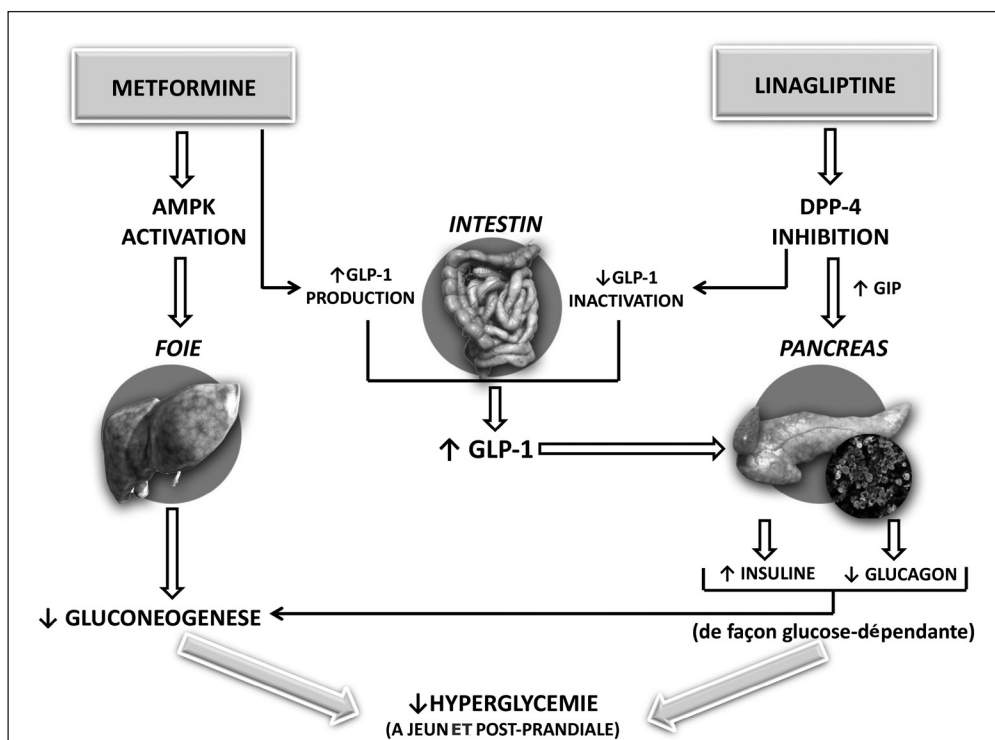 METFORMINE
LINAGLIPTINE
AMPK
ACTIVATION
INTESTIN
DPP-4
INHIBITION
↑GLP-1
PRODUCTION
↓GLP-1
INACTIVATION
↑ GIP
FOIE
PANCREAS
↑ GLP-1
↑ INSULINE
↓ GLUCAGON
↓ GLUCONEOGENESE
(de façon glucose-dépendante)
↓HYPERGLYCEMIE
(A JEUN ET POST-PRANDIALE)